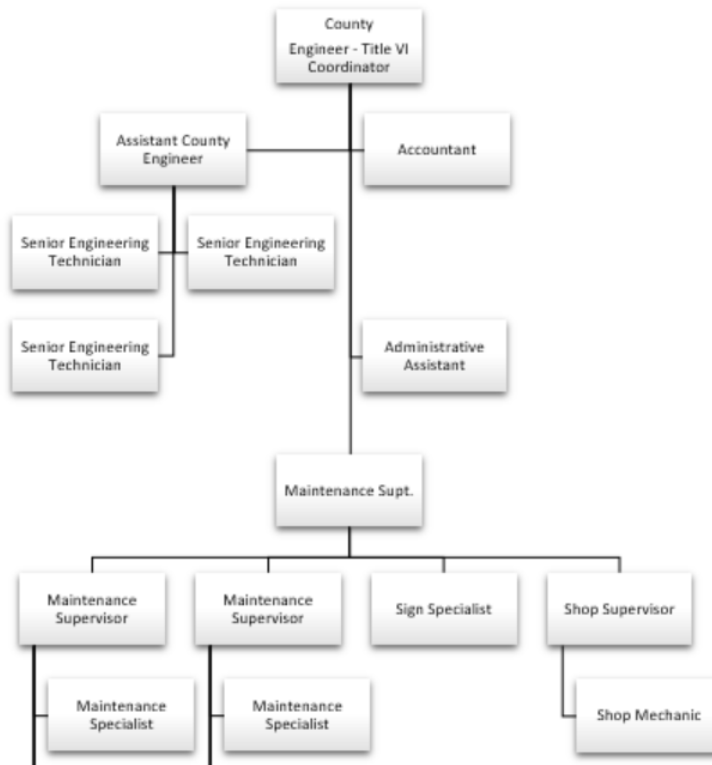 County
Engineer - Title VI
Coordinator
Assistant County
Engineer
Accountant
Senior Engineering
Technician
Senior Engineering
Technician
Senior Engineering
Technician
Administrative
Assistant
Maintenance Supt.
Maintenance
Supervisor
Maintenance
Supervisor
Sign Specialist
Shop Supervisor
Maintenance
Specialist
Maintenance
Specialist
Shop Mechanic